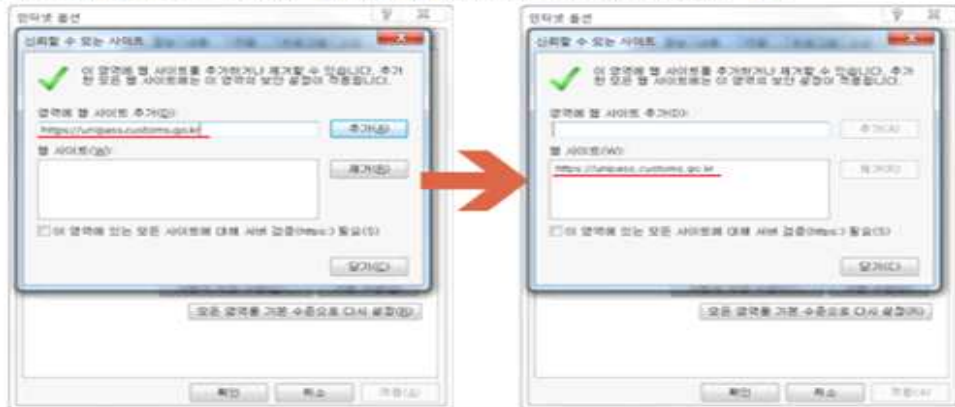 인터넷 옵션
신뢰할 수 있는 사이트
이 영역에 웹 사이트를 추가하거나 제거할 수 있습니다. 추가
한 모든 웹 사이트에는 이 영역의 보안 설정이 적용됩니다.
영역에 웹 사이트 추가(D):
https://unipass.customs.go.kr
추가(A)
웹 사이트(W):
제거(R)
이 영역에 있는 모든 사이트에 대해 서버 검증(https:) 필요(S)
닫기(C)
모든 영역을 기본 수준으로 다시 설정(R)
확인
취소
적용(A)
인터넷 옵션
신뢰할 수 있는 사이트
이 영역에 웹 사이트를 추가하거나 제거할 수 있습니다. 추가
한 모든 웹 사이트에는 이 영역의 보안 설정이 적용됩니다.
영역에 웹 사이트 추가(D):
추가(A)
웹 사이트(W):
https://unipass.customs.go.kr
제거(R)
이 영역에 있는 모든 사이트에 대해 서버 검증(https:) 필요(S)
닫기(C)
모든 영역을 기본 수준으로 다시 설정(R)
확인
취소
적용(A)